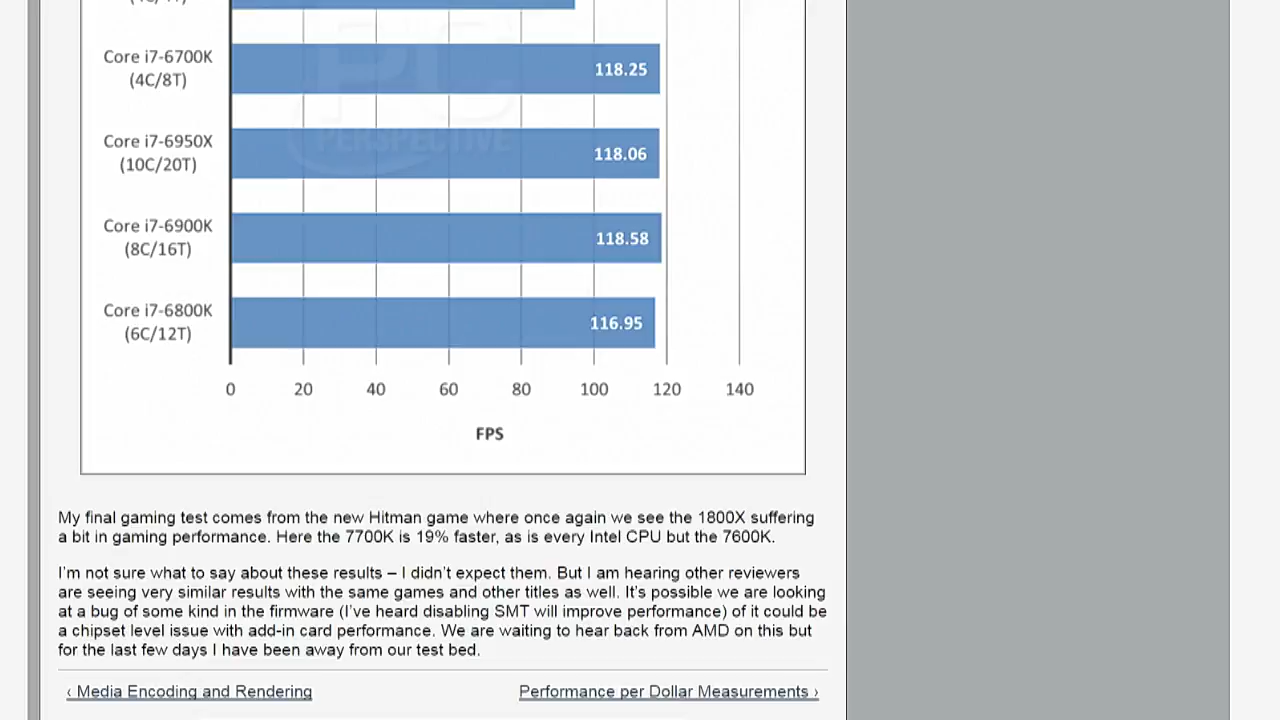 Core i7-6700K
(4C/8T)
118.25
PC
PERSPECTIVE
Core i7-6950X
(10C/20T)
118.06
Core i7-6900K
(8C/16T)
118.58
Core i7-6800K
(6C/12T)
116.95
0 20 40 60 80 100 120 140
FPS
My final gaming test comes from the new Hitman game where once again we see the 1800X suffering
a bit in gaming performance. Here the 7700K is 19% faster, as is every Intel CPU but the 7600K.
I'm not sure what to say about these results – I didn't expect them. But I am hearing other reviewers
are seeing very similar results with the same games and other titles as well. It's possible we are looking
at a bug of some kind in the firmware (I've heard disabling SMT will improve performance) of it could be
a chipset level issue with add-in card performance. We are waiting to hear back from AMD on this but
for the last few days I have been away from our test bed.
‹ Media Encoding and Rendering Performance per Dollar Measurements ›